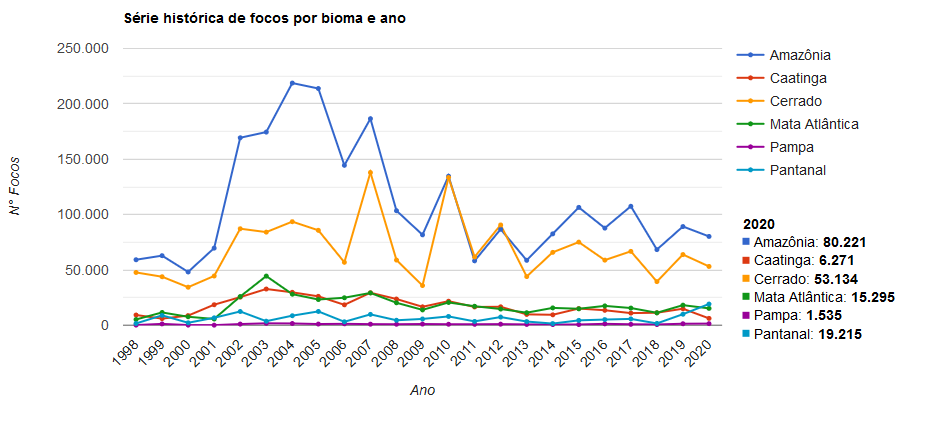 Série histórica de focos por bioma e ano
250.000
200.000
150.000
100.000
50.000
0
N° Focos
1998
1999
2000
2001
2002
2003
2004
2005
2006
2007
2008
2009
2010
2011
2012
2013
2014
2015
2016
2017
2018
2019
2020
Ano
Amazônia
Caatinga
Cerrado
Mata Atlântica
Pampa
Pantanal
2020
Amazônia: 80.221
Caatinga: 6.271
Cerrado: 53.134
Mata Atlântica: 15.295
Pampa: 1.535
Pantanal: 19.215